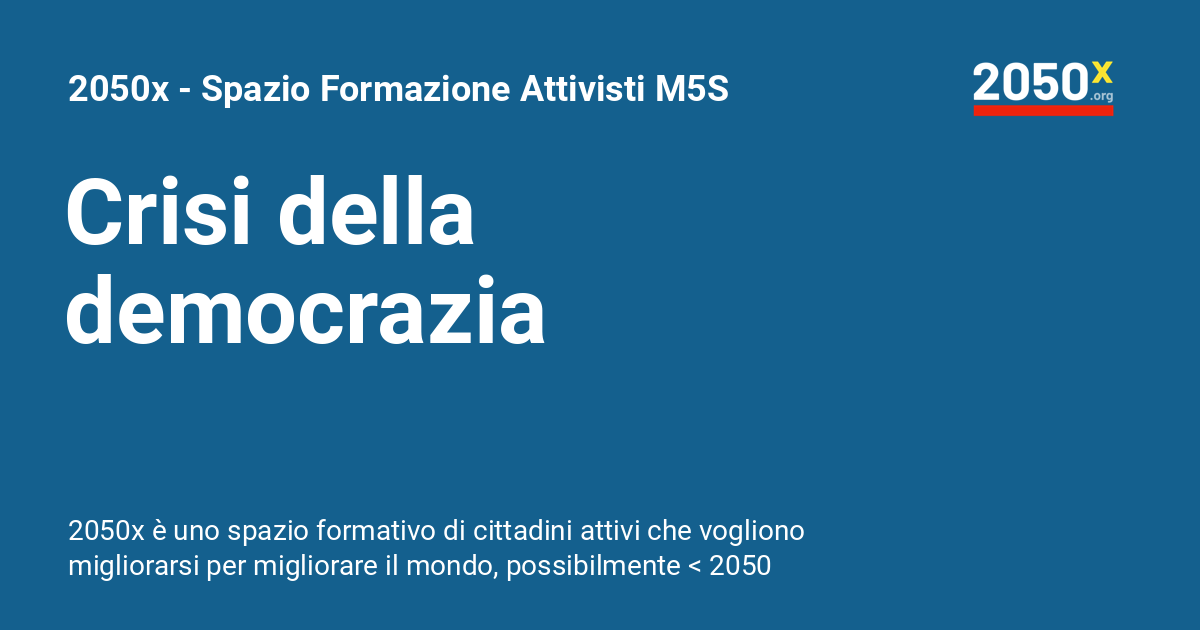 2050x - Spazio Formazione Attivisti M5S
2050x
.org
Crisi della
democrazia
2050x è uno spazio formativo di cittadini attivi che vogliono
migliorarsi per migliorare il mondo, possibilmente < 2050